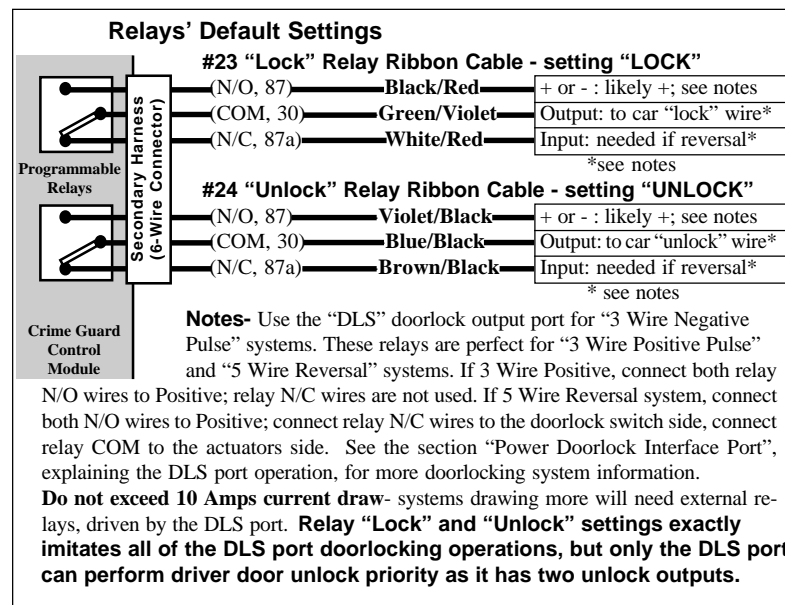 Relays’ Default Settings
#23 “Lock” Relay Ribbon Cable - setting “LOCK”
(N/O, 87) Black/Red + or - : likely +; see notes
(COM, 30) Green/Violet Output: to car “lock” wire*
(N/C, 87a) White/Red Input: needed if reversal*
*see notes
Programmable
Relays
Secondary Harness
(6-Wire Connector)
#24 “Unlock” Relay Ribbon Cable - setting “UNLOCK”
(N/O, 87) Violet/Black + or - : likely +; see notes
(COM, 30) Blue/Black Output: to car “unlock” wire*
(N/C, 87a) Brown/Black Input: needed if reversal*
* see notes
Crime Guard
Control
Module
Notes- Use the “DLS” doorlock output port for “3 Wire Negative
Pulse” systems. These relays are perfect for “3 Wire Positive Pulse”
and “5 Wire Reversal” systems. If 3 Wire Positive, connect both relay
N/O wires to Positive; relay N/C wires are not used. If 5 Wire Reversal system, connect
both N/O wires to Positive; connect relay N/C wires to the doorlock switch side, connect
relay COM to the actuators side. See the section “Power Doorlock Interface Port”,
explaining the DLS port operation, for more doorlocking system information.
Do not exceed 10 Amps current draw- systems drawing more will need external re-
lays, driven by the DLS port. Relay “Lock” and “Unlock” settings exactly
imitates all of the DLS port doorlocking operations, but only the DLS port
can perform driver door unlock priority as it has two unlock outputs.